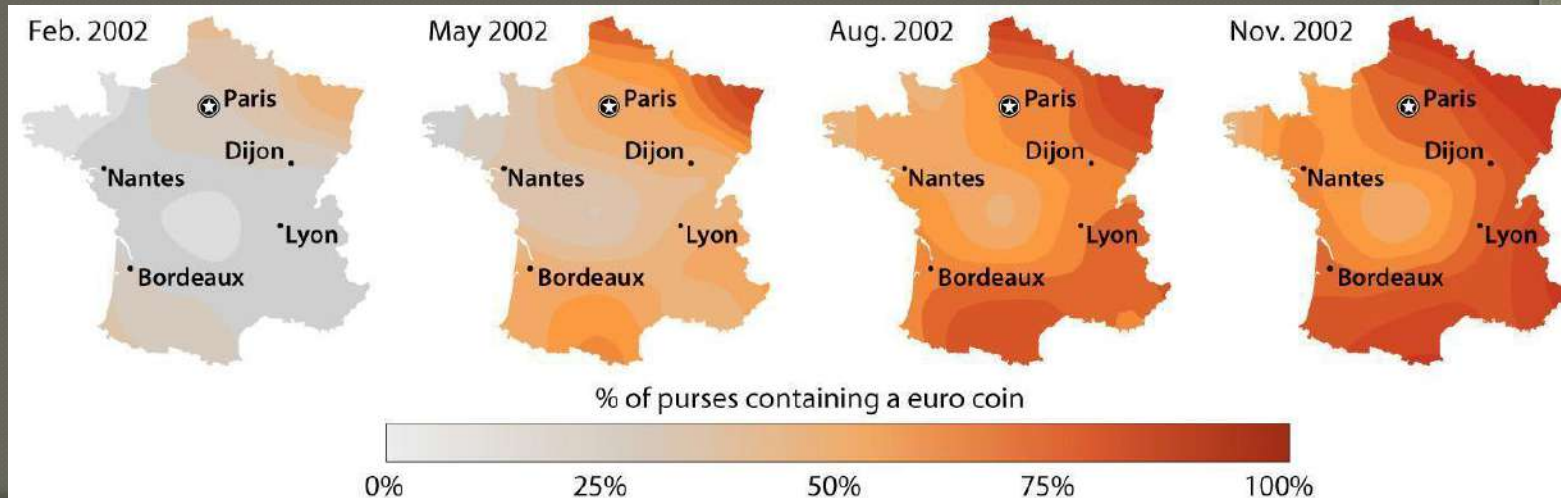 Feb. 2002
Paris
Dijon
Nantes
Lyon
Bordeaux
May 2002
Paris
Dijon
Nantes
Lyon
Bordeaux
Aug. 2002
Paris
Dijon
Nantes
Lyon
Bordeaux
Nov. 2002
Paris
Dijon
Nantes
Lyon
Bordeaux
% of purses containing a euro coin
0% 25% 50% 75% 100%